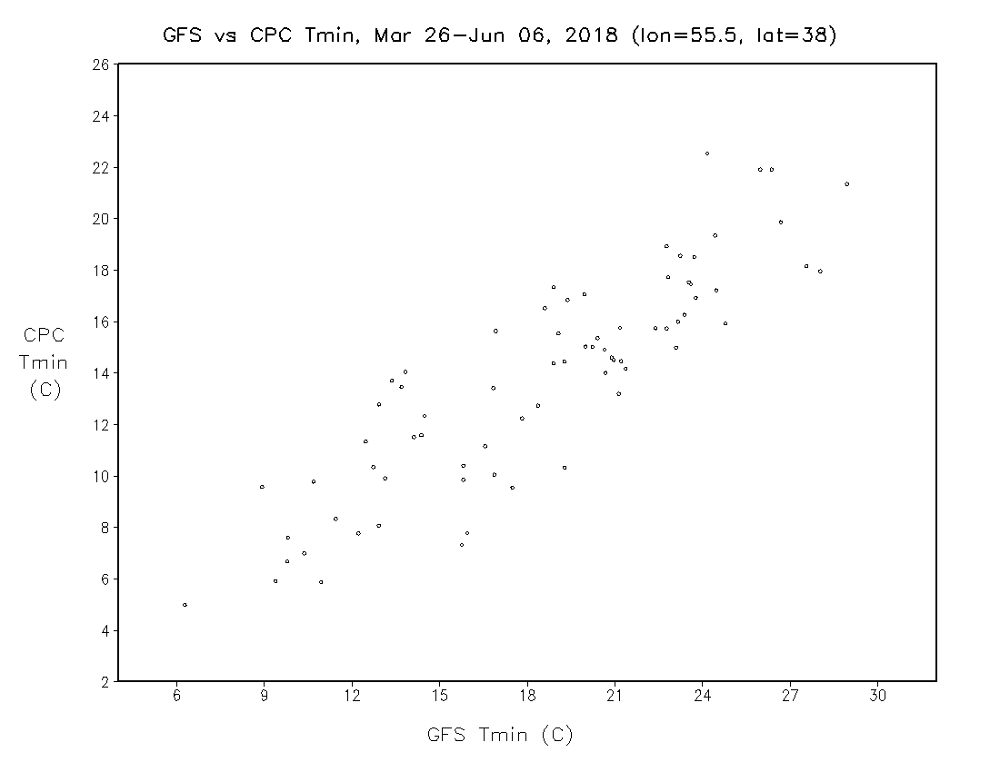 GFS vs CPC Tmin, Mar 26-Jun 06, 2018 (lon=55.5, lat=38)
26
24
22
20
18
16
14
12
10
8
6
4
2
CPC
Tmin
(C)
6 9 12 15 18 21 24 27 30
GFS Tmin (C)